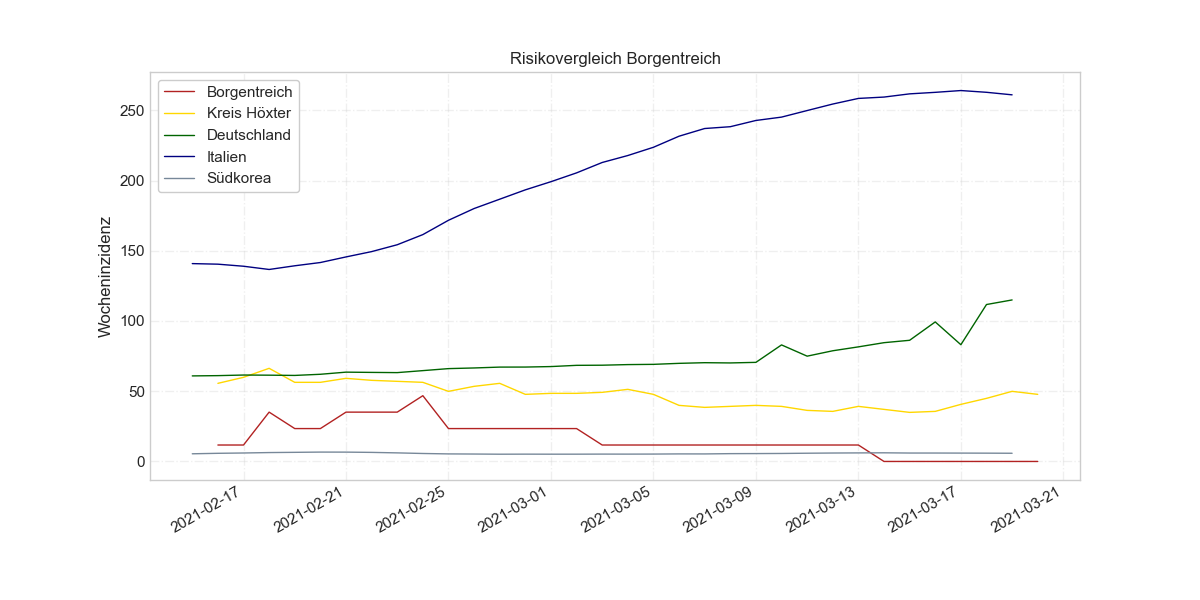 Risikovergleich Borgentreich
Borgentreich
Kreis Höxter
Deutschland
Italien
Südkorea
Wocheninzidenz
250
200
150
100
50
0
2021-02-17
2021-02-21
2021-02-25
2021-03-01
2021-03-05
2021-03-09
2021-03-13
2021-03-17
2021-03-21